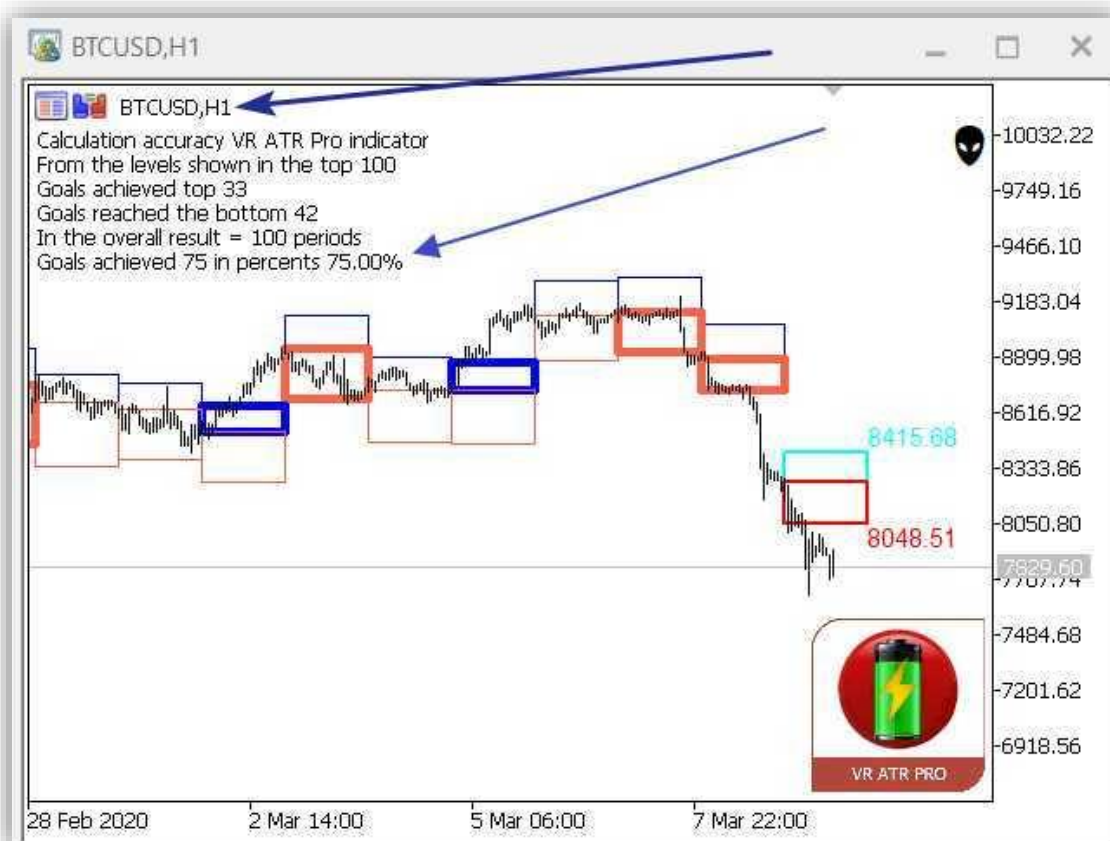 BTCUSD,H1
BTCUSD,H1
Calculation accuracy VR ATR Pro indicator
From the levels shown in the top 100
Goals achieved top 33
Goals reached the bottom 42
In the overall result = 100 periods
Goals achieved 75 in percents 75.00%
10032.22
9749.16
9466.10
9183.04
8899.98
8616.92
8415.68
8333.86
8050.80
8048.51
7829.60
7767.74
7484.68
7201.62
6918.56
VR ATR PRO
28 Feb 2020
2 Mar 14:00
5 Mar 06:00
7 Mar 22:00